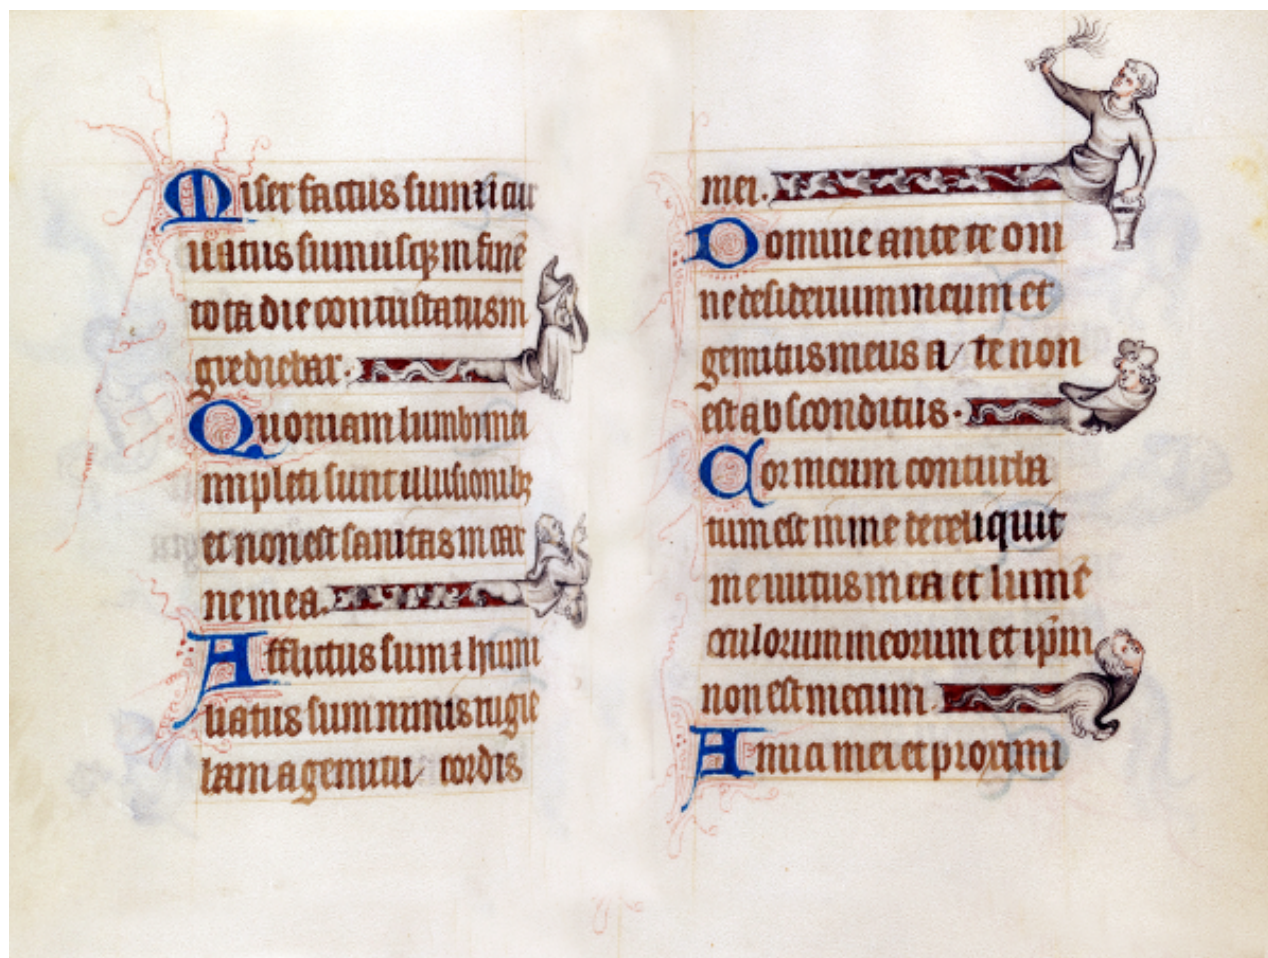 Miser factus sum ⁊ cur
uatus sum usqꝫ in finē
tota die contristatus in
grediebar.
Quoniam lumbi mei
impleti sunt illusionibꝫ
et non est sanitas in car
ne mea.
Afflictus sum ⁊ humi
liatus sum nimis rugie
bam a gemitu cordis
mei.
Domine ante te om
ne desiderium meum et
gemitus meus a te non
est absconditus.
Cor meum conturba
tum est in me dereliquit
me uirtus mea et lumē
oculorum meorum et ip̄m
non est mecum.
Amici mei et proximi